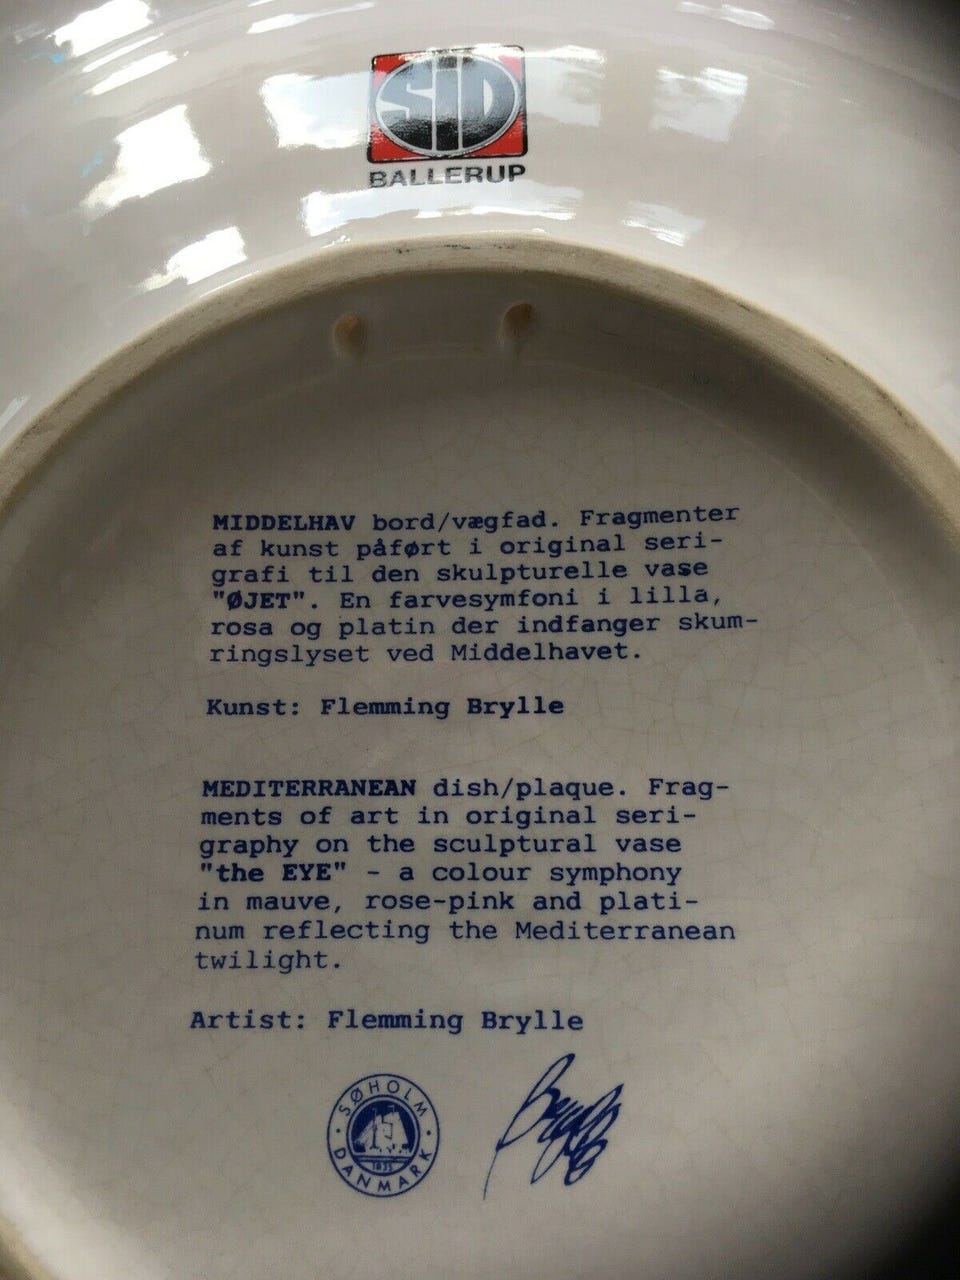 SID
BALLERUP
MIDDELHAV bord/vægfad. Fragmenter
af kunst påført i original seri-
grafi til den skulpturelle vase
"ØJET". En farvesymfoni i lilla,
rosa og platin der indfanger skum-
ringslyset ved Middelhavet.
Kunst: Flemming Brylle
MEDITERRANEAN dish/plaque. Frag-
ments of art in original seri-
graphy on the sculptural vase
"the EYE" - a colour symphony
in mauve, rose-pink and plati-
num reflecting the Mediterranean
twilight.
Artist: Flemming Brylle
SØHOLM
1835
DANMARK